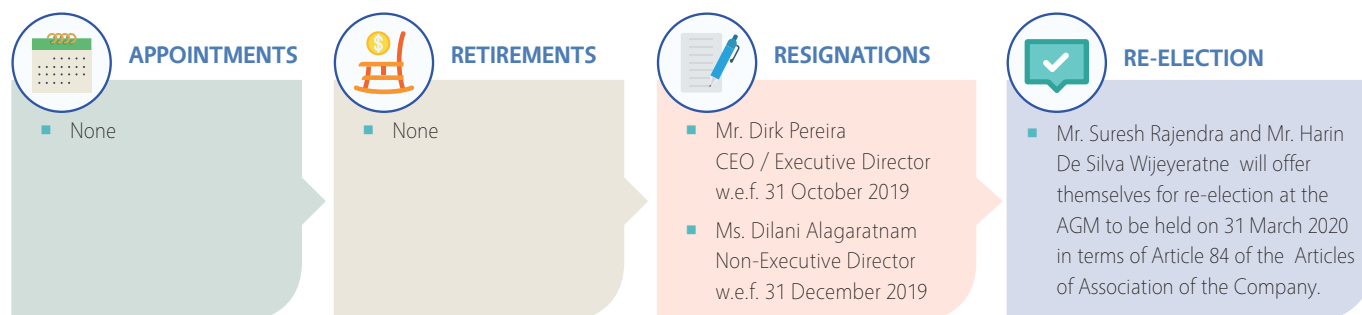 APPOINTMENTS
None
RETIREMENTS
None
RESIGNATIONS
Mr. Dirk Pereira
CEO / Executive Director
w.e.f. 31 October 2019
Ms. Dilani Alagaratnam
Non-Executive Director
w.e.f. 31 December 2019
RE-ELECTION
Mr. Suresh Rajendra and Mr. Harin
De Silva Wijeyeratne will offer
themselves for re-election at the
AGM to be held on 31 March 2020
in terms of Article 84 of the Articles
of Association of the Company.